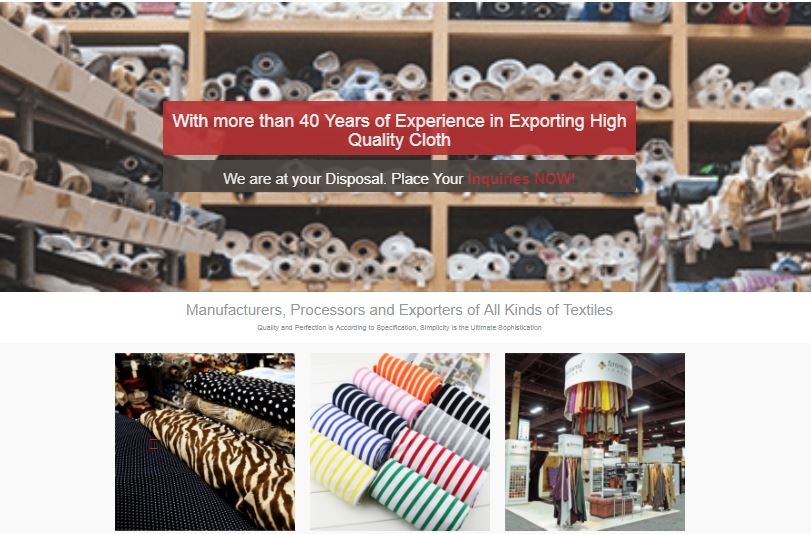 With more than 40 Years of Experience in Exporting High
Quality Cloth
We are at your Disposal. Place Your Inquiries NOW!
Manufacturers, Processors and Exporters of All Kinds of Textiles
Quality and Perfection is According to Specification, Simplicity is the Ultimate Sophistication